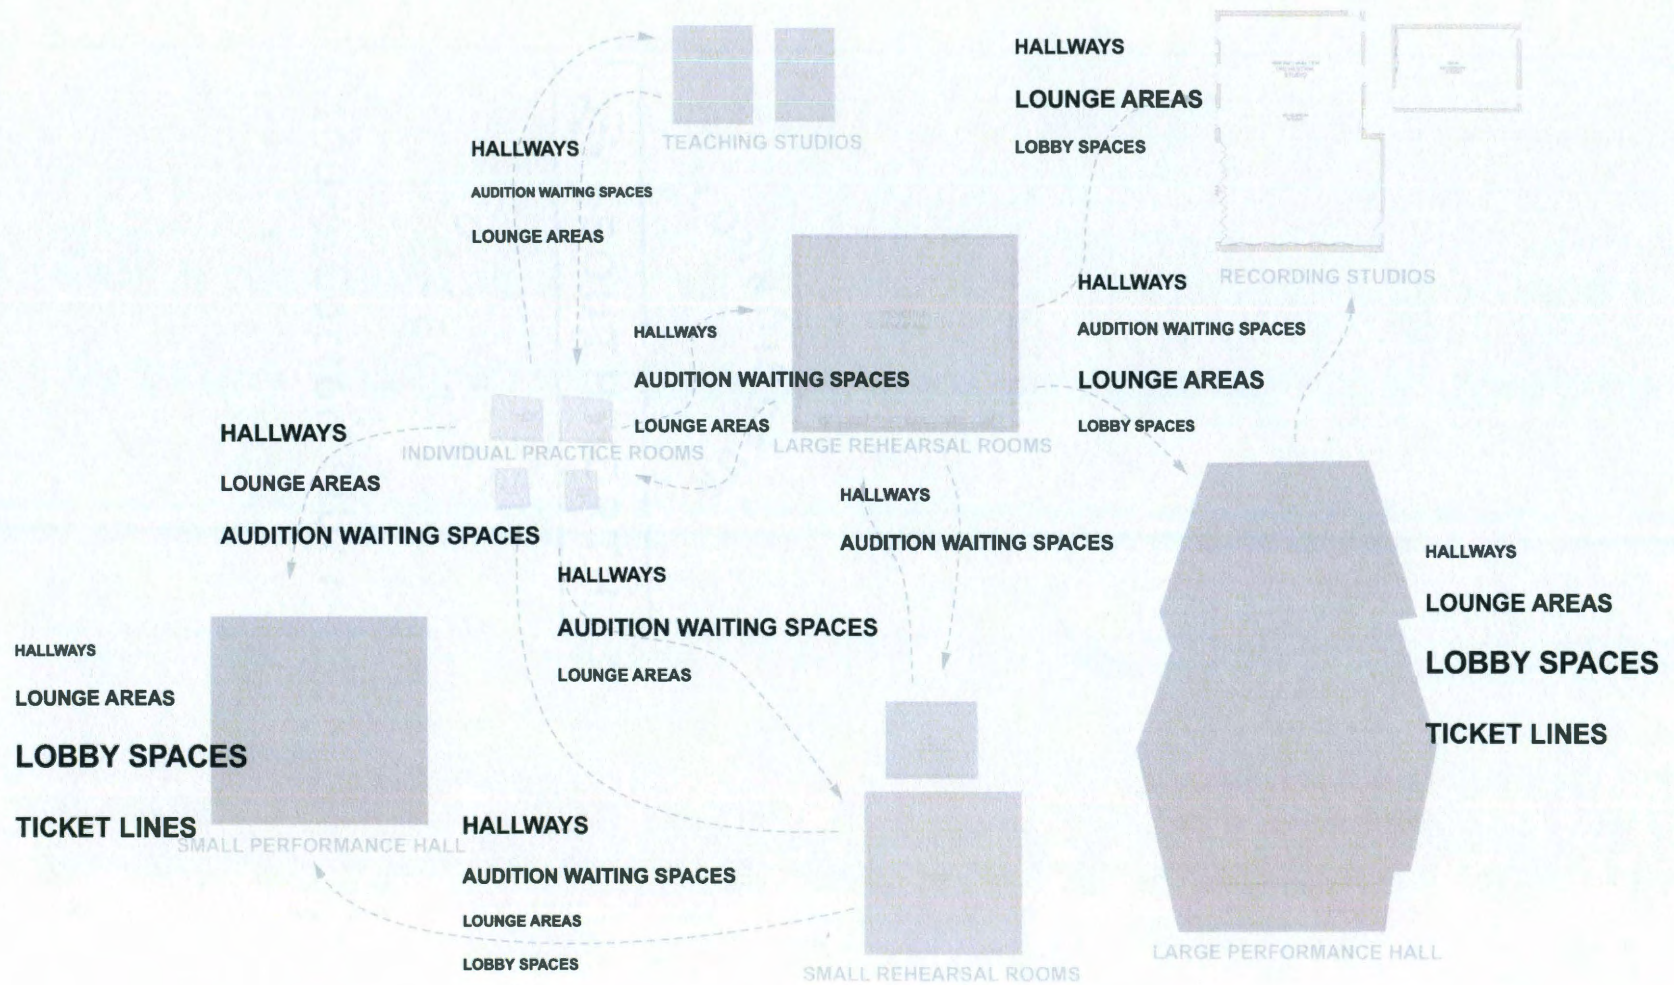 TEACHING STUDIOS
HALLWAYS
AUDITION WAITING SPACES
LOUNGE AREAS
HALLWAYS
LOUNGE AREAS
LOBBY SPACES
RECORDING STUDIOS
HALLWAYS
AUDITION WAITING SPACES
LOUNGE AREAS
LOBBY SPACES
HALLWAYS
AUDITION WAITING SPACES
LOUNGE AREAS
LARGE REHEARSAL ROOMS
INDIVIDUAL PRACTICE ROOMS
HALLWAYS
LOUNGE AREAS
AUDITION WAITING SPACES
HALLWAYS
AUDITION WAITING SPACES
HALLWAYS
AUDITION WAITING SPACES
LOUNGE AREAS
HALLWAYS
LOUNGE AREAS
LOBBY SPACES
TICKET LINES
HALLWAYS
LOUNGE AREAS
LOBBY SPACES
TICKET LINES
SMALL PERFORMANCE HALL
HALLWAYS
AUDITION WAITING SPACES
LOUNGE AREAS
LOBBY SPACES
SMALL REHEARSAL ROOMS
LARGE PERFORMANCE HALL